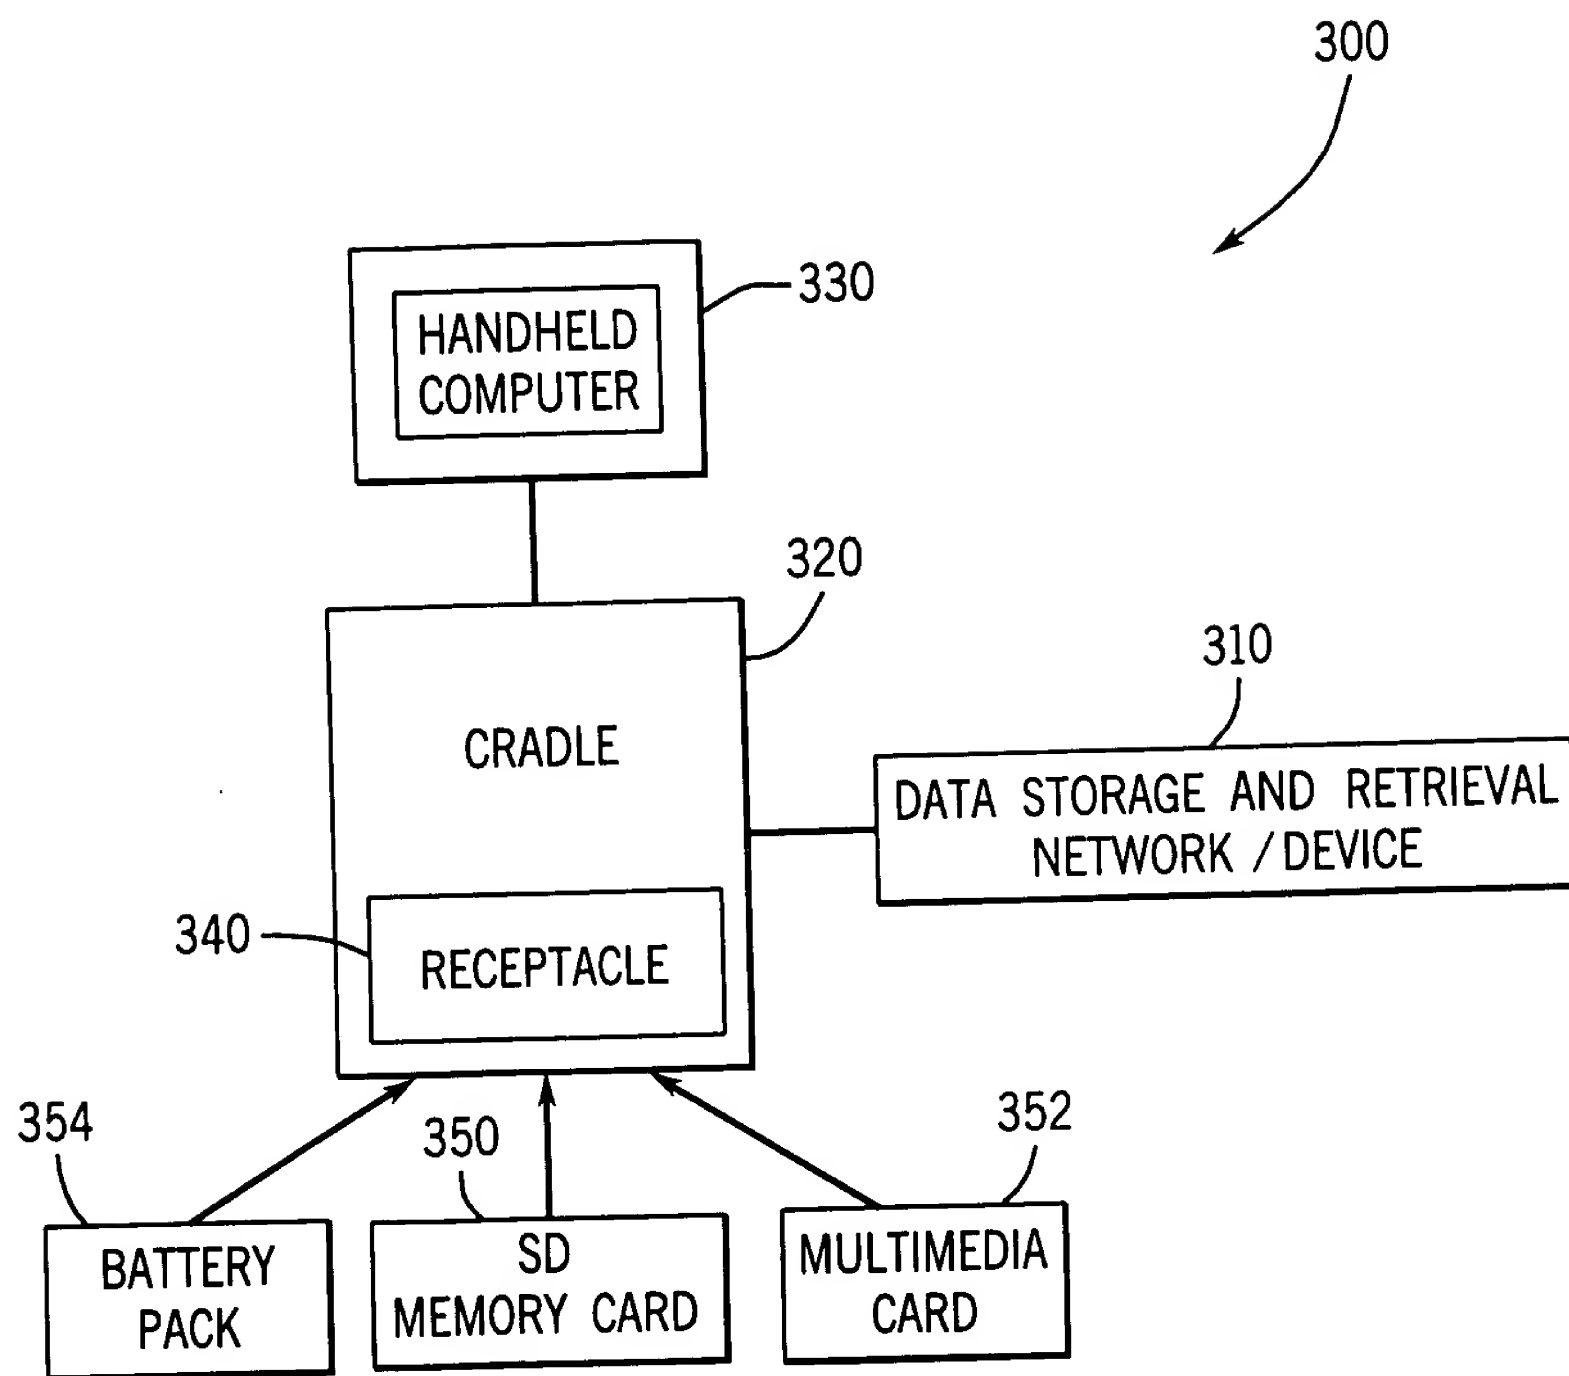 300
330
HANDHELD
COMPUTER
320
310
CRADLE
DATA STORAGE AND RETRIEVAL
NETWORK / DEVICE
340
RECEPTACLE
354
350
352
BATTERY
PACK
SD
MEMORY CARD
MULTIMEDIA
CARD